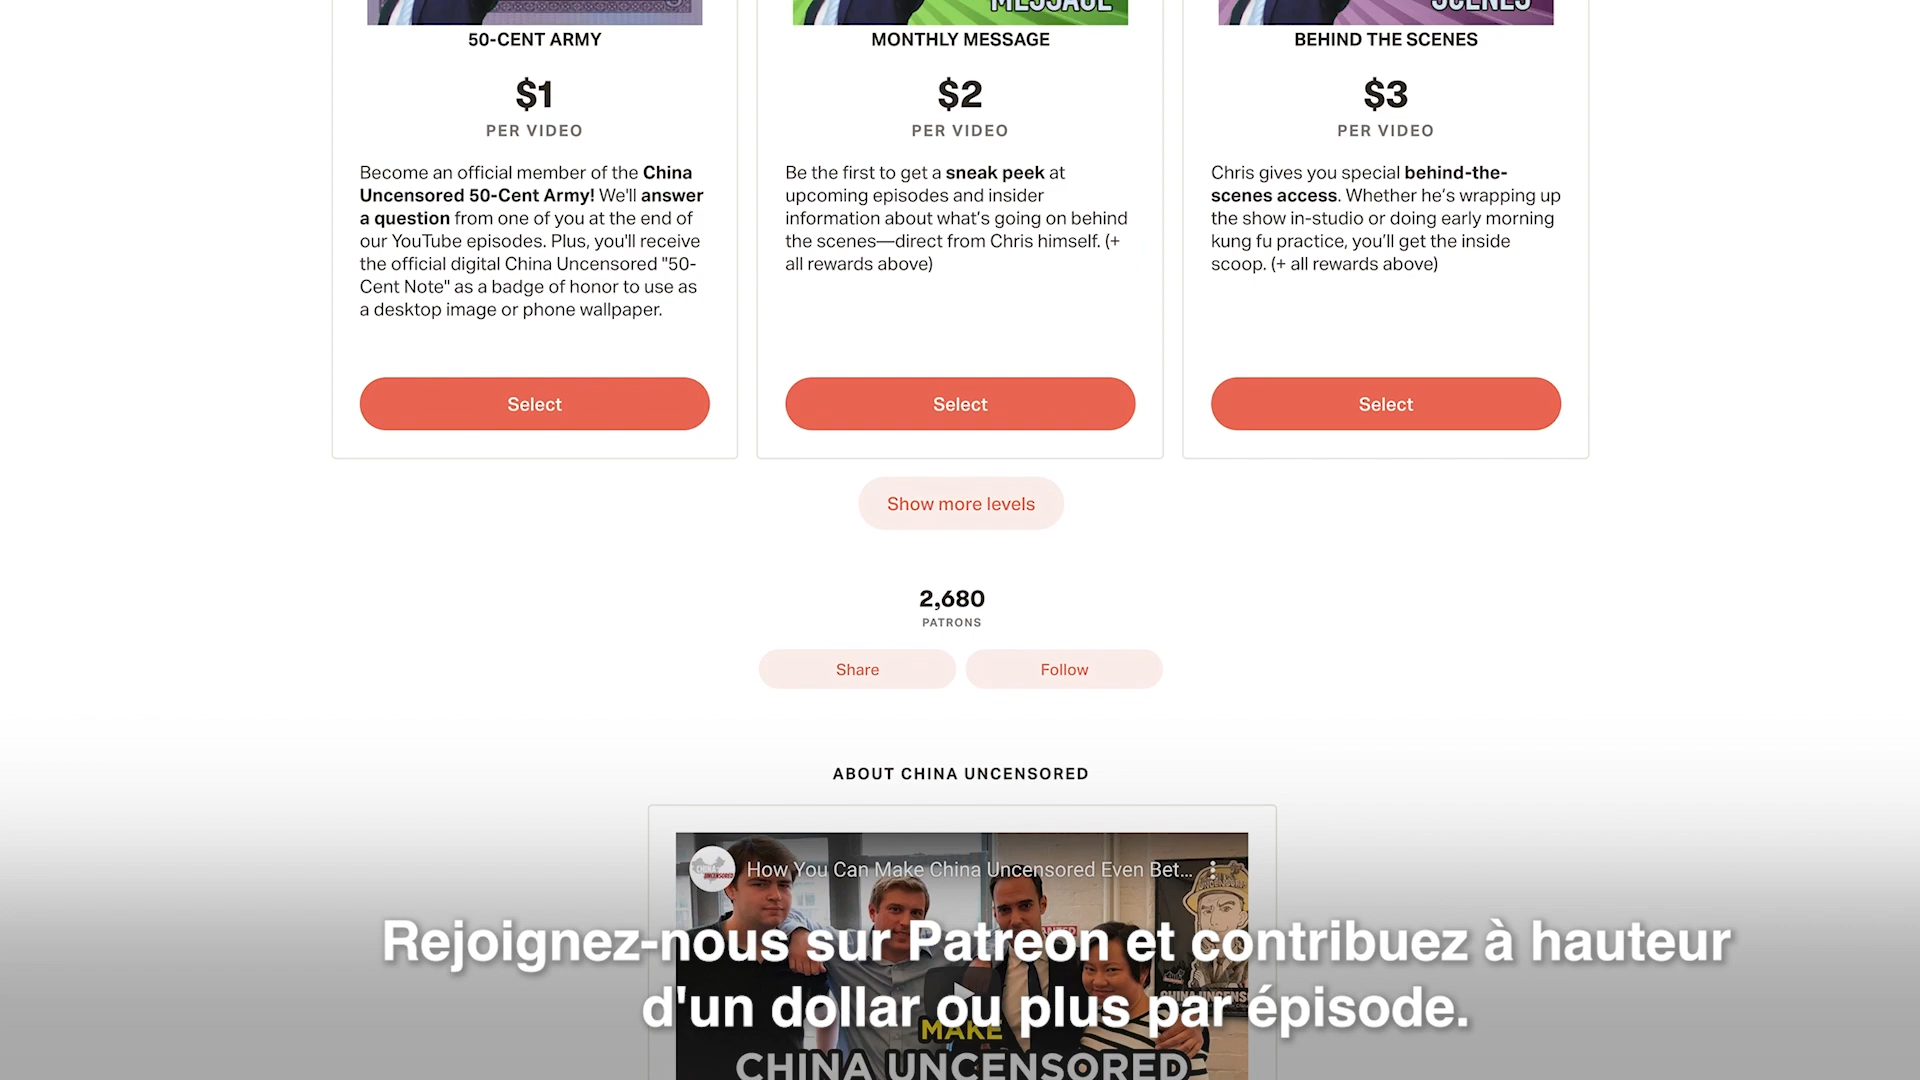 MESSAGE
SCENES
50-CENT ARMY
$1
PER VIDEO
Become an official member of the China
Uncensored 50-Cent Army! We'll answer
a question from one of you at the end of
our YouTube episodes. Plus, you'll receive
the official digital China Uncensored "50-
Cent Note" as a badge of honor to use as
a desktop image or phone wallpaper.
Select
MONTHLY MESSAGE
$2
PER VIDEO
Be the first to get a sneak peek at
upcoming episodes and insider
information about what's going on behind
the scenes—direct from Chris himself. (+
all rewards above)
Select
BEHIND THE SCENES
$3
PER VIDEO
Chris gives you special behind-the-
scenes access. Whether he's wrapping up
the show in-studio or doing early morning
kung fu practice, you'll get the inside
scoop. (+ all rewards above)
Select
Show more levels
2,680
PATRONS
Share
Follow
ABOUT CHINA UNCENSORED
How You Can Make China Uncensored Even Bet...
Rejoignez-nous sur Patreon et contribuez à hauteur
d'un dollar ou plus par épisode.
MAKE
CHINA UNCENSORED